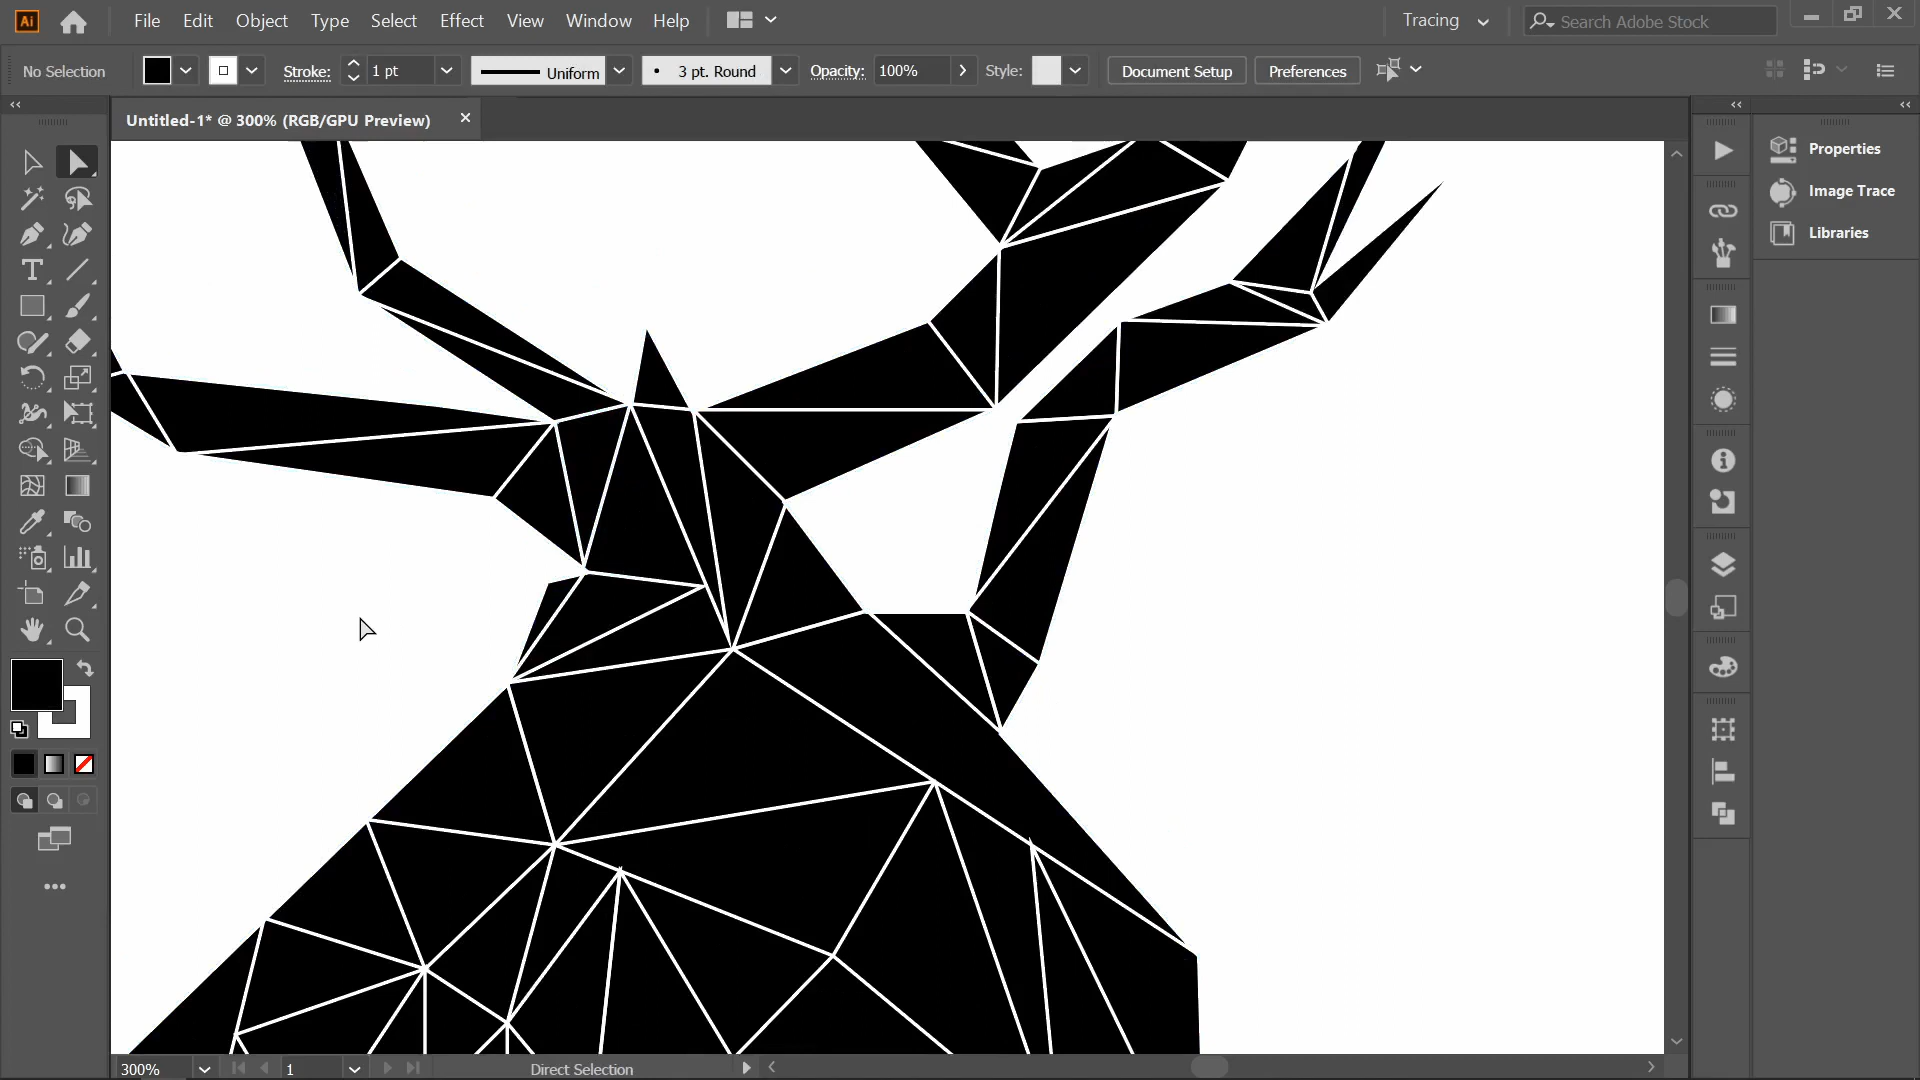 Ai File Edit Object Type Select Effect View Window Help Tracing Search Adobe Stock
No Selection Stroke: 1 pt Uniform 3 pt. Round Opacity: 100% Style: Document Setup Preferences
Untitled-1* @ 300% (RGB/GPU Preview)
Properties
Image Trace
Libraries
300% 1 Direct Selection